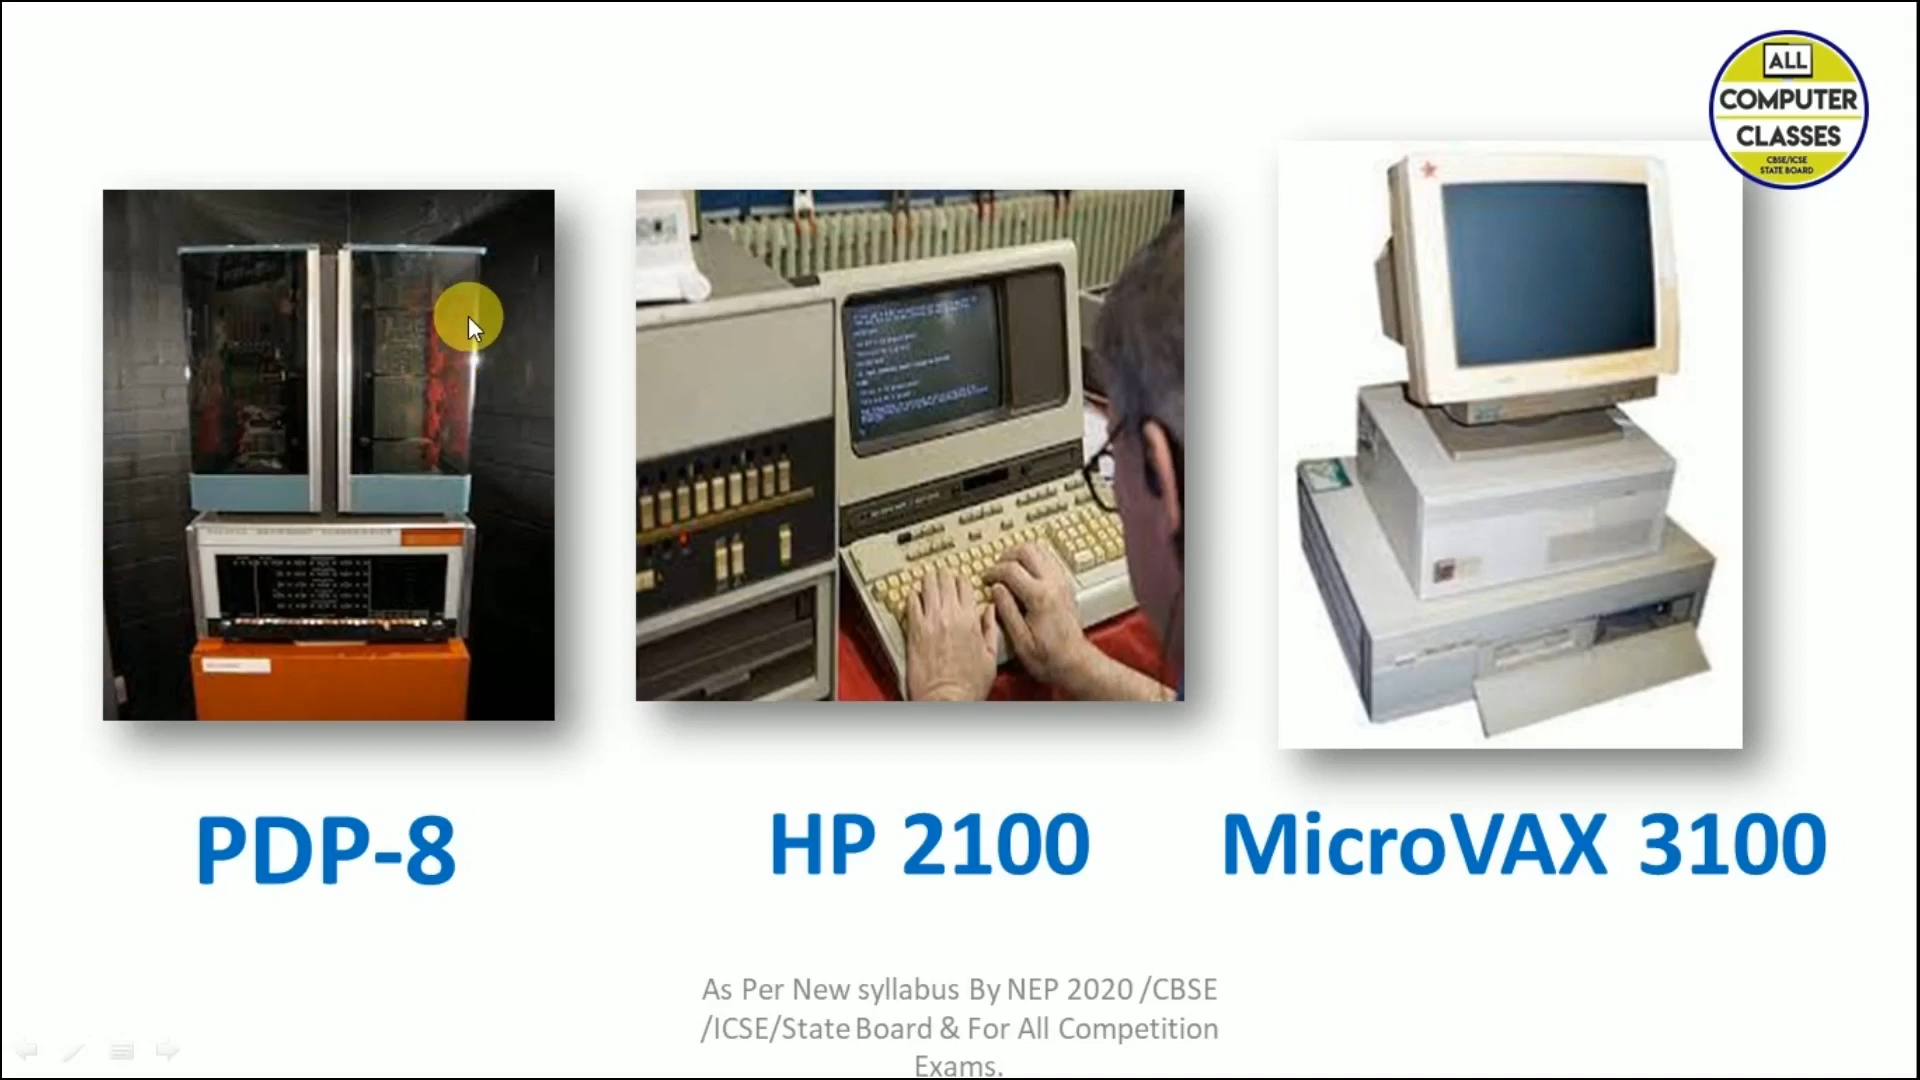 ALL
COMPUTER
CLASSES
CBSE/ICSE
STATE BOARD
PDP-8
HP 2100
MicroVAX 3100
As Per New syllabus By NEP 2020 /CBSE
/ICSE/State Board & For All Competition
Exams.